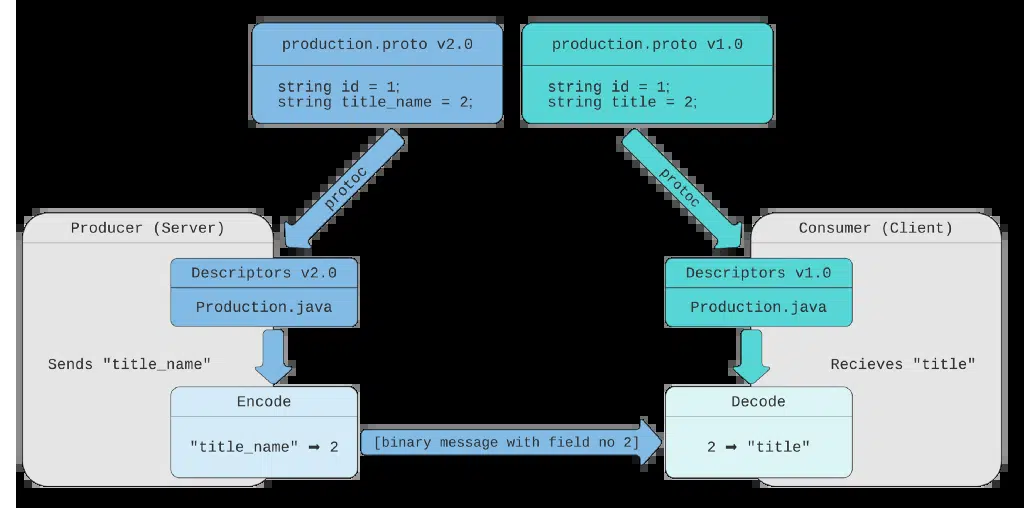 production.proto v2.0
string id = 1;
string title_name = 2;
production.proto v1.0
string id = 1;
string title = 2;
protoc
protoc
Producer (Server)
Consumer (Client)
Descriptors v2.0
Production.java
Descriptors v1.0
Production.java
Sends "title_name"
Recieves "title"
Encode
"title_name" ➡ 2
[binary message with field no 2]
Decode
2 ➡ "title"